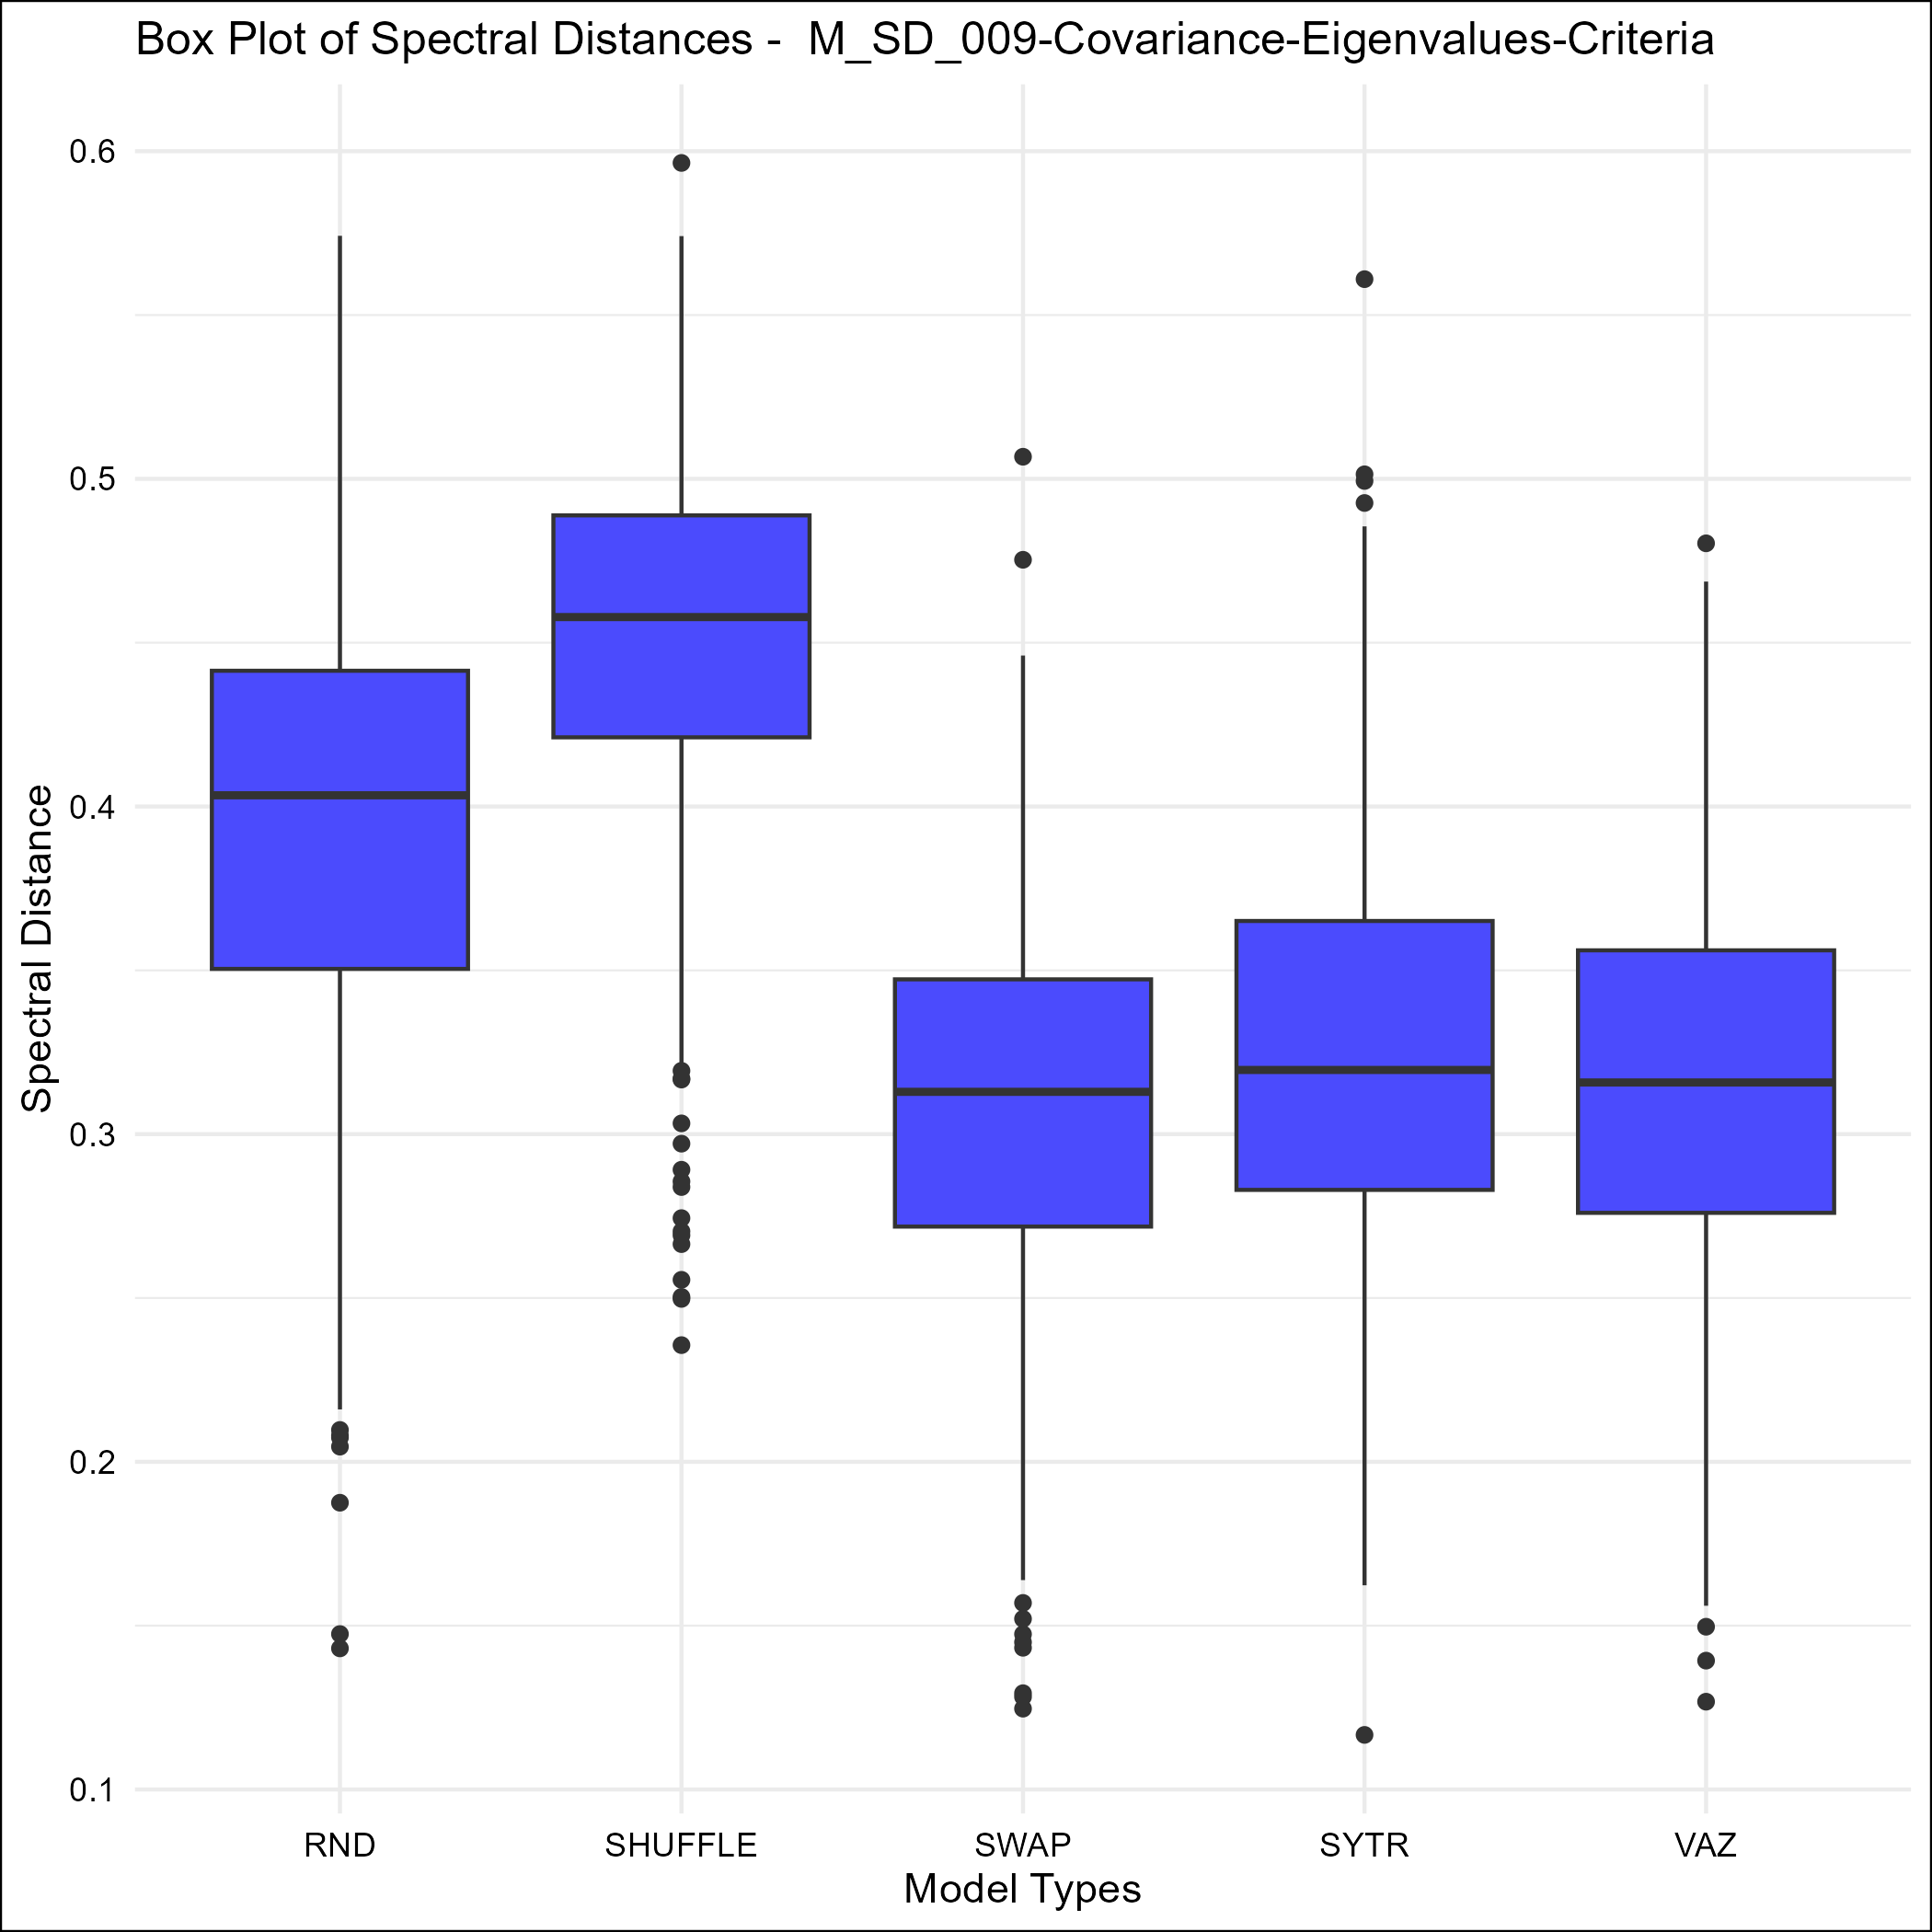 Box Plot of Spectral Distances -  M_SD_009-Covariance-Eigenvalues-Criteria
Spectral Distance
0.6
0.5
0.4
0.3
0.2
0.1
RND SHUFFLE SWAP SYTR VAZ
Model Types